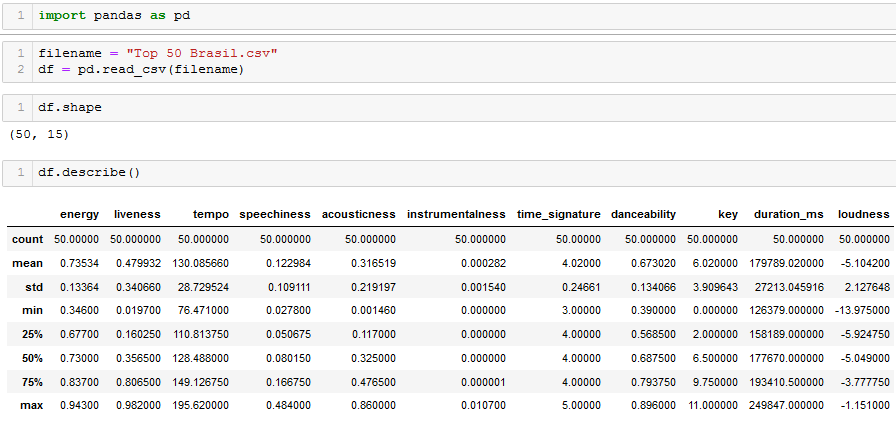 1 import pandas as pd
1 filename = "Top 50 Brasil.csv"
2 df = pd.read_csv(filename)
1 df.shape
(50, 15)
1 df.describe()
energy liveness tempo speechiness acousticness instrumentalness time_signature danceability key duration_ms loudness
count 50.00000 50.000000 50.000000 50.000000 50.000000 50.000000 50.00000 50.000000 50.000000 50.000000 50.000000
mean 0.73534 0.479932 130.085660 0.122984 0.316519 0.000282 4.02000 0.673020 6.020000 179789.020000 -5.104200
std 0.13364 0.340660 28.729524 0.109111 0.219197 0.001540 0.24661 0.134066 3.909643 27213.045916 2.127648
min 0.34600 0.019700 76.471000 0.027800 0.001460 0.000000 3.00000 0.390000 0.000000 126379.000000 -13.975000
25% 0.67700 0.160250 110.813750 0.050675 0.117000 0.000000 4.00000 0.568500 2.000000 158189.000000 -5.924750
50% 0.73000 0.356500 128.488000 0.080150 0.325000 0.000000 4.00000 0.687500 6.500000 177670.000000 -5.049000
75% 0.83700 0.806500 149.126750 0.166750 0.476500 0.000001 4.00000 0.793750 9.750000 193410.500000 -3.777750
max 0.94300 0.982000 195.620000 0.484000 0.860000 0.010700 5.00000 0.896000 11.000000 249847.000000 -1.151000